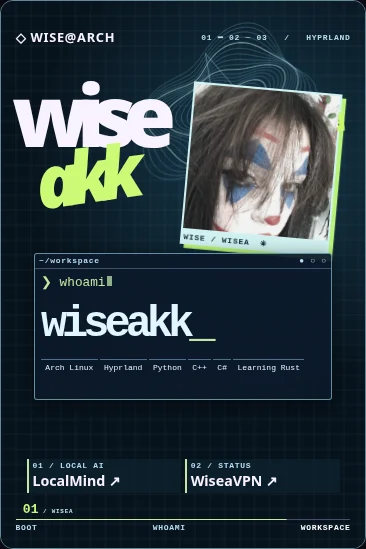 ◇ WISE@ARCH
01 — 02 — 03 / HYPRLAND
wise
akk
WISE / WISEA ✳
~/workspace
❯ whoami
wiseakk_
Arch Linux Hyprland Python C++ C# Learning Rust
01 / LOCAL AI
LocalMind ↗
02 / STATUS
WiseaVPN ↗
01 / WISEA
BOOT WHOAMI WORKSPACE